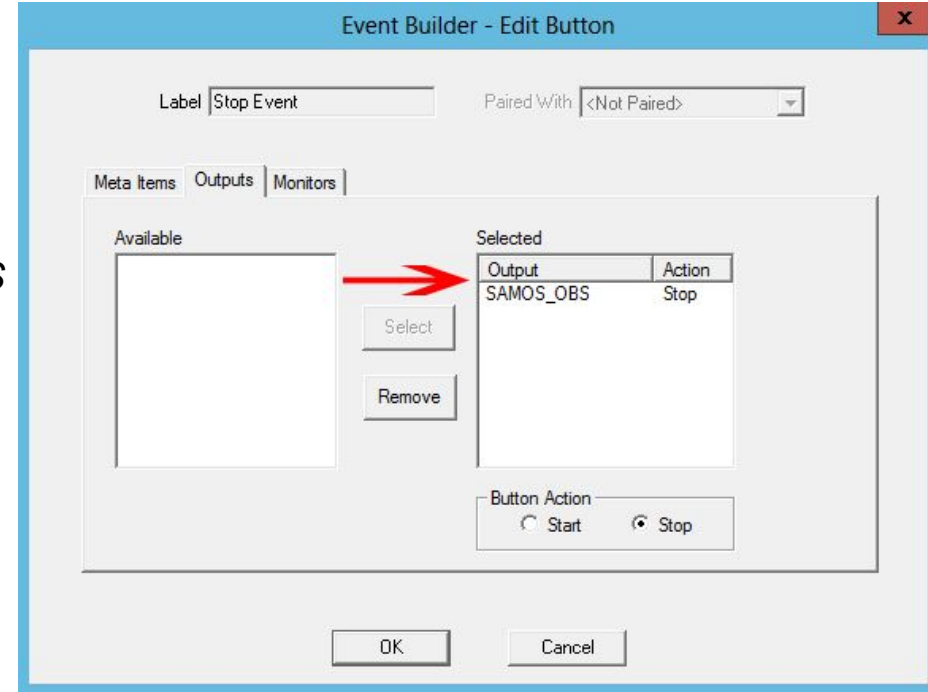 Event Builder - Edit Button
x
Label Stop Event Paired With <Not Paired>
Meta Items Outputs Monitors
Available Selected
Output Action
SAMOS_OBS Stop
Select
Remove
Button Action
Start Stop
OK Cancel